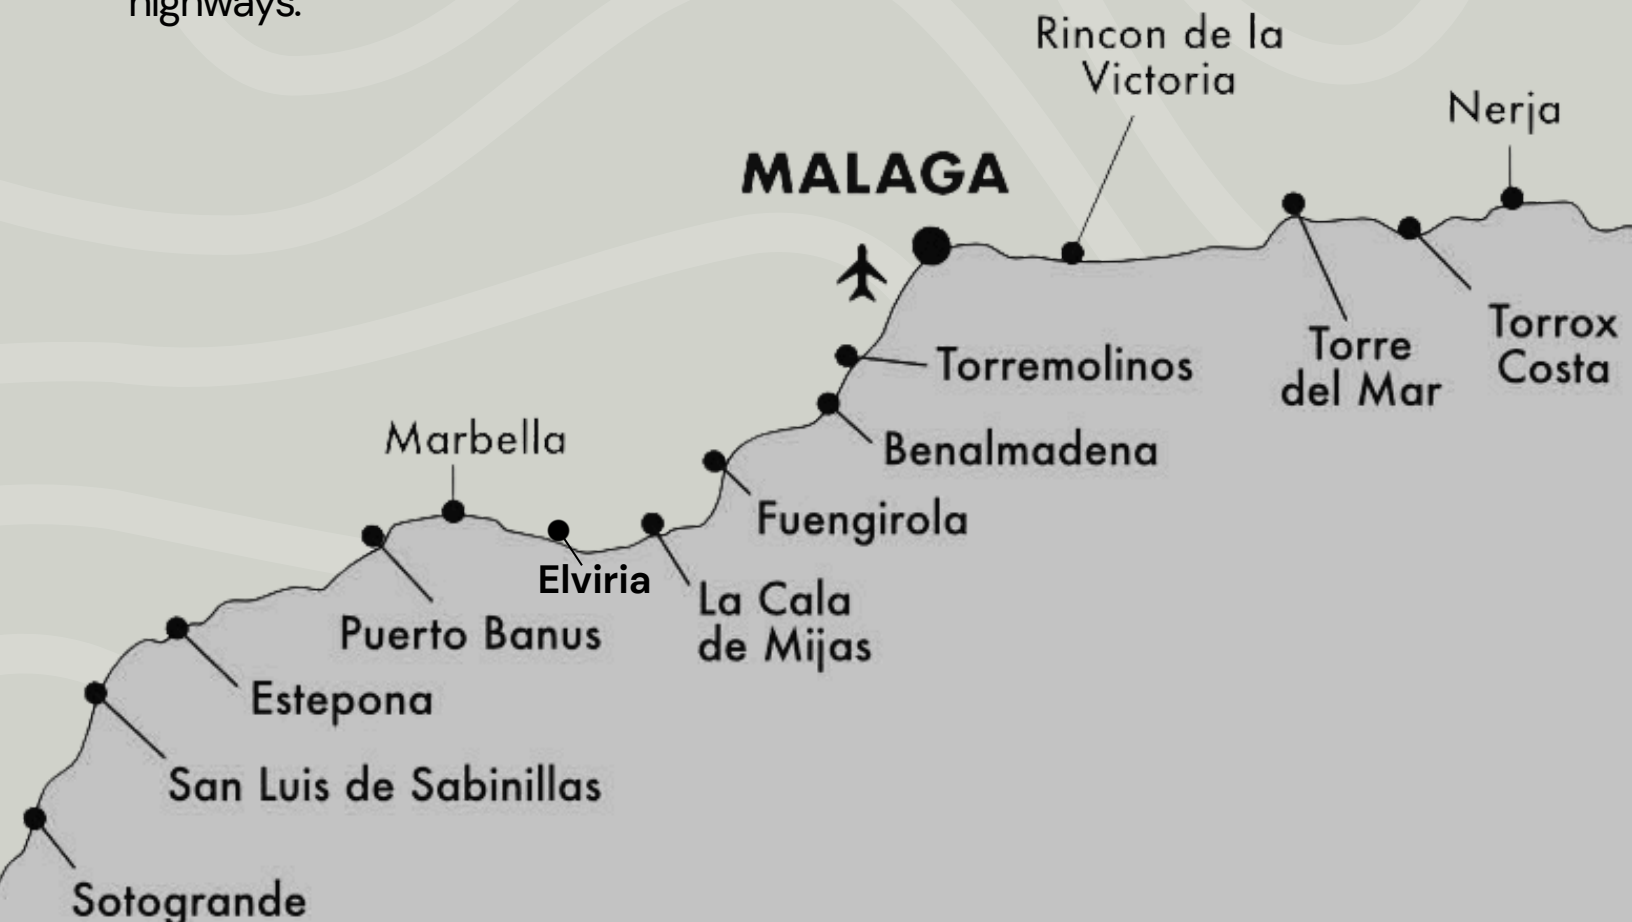 highways.
Rincon de la
Victoria
Nerja
MALAGA
Torrox
Costa
Torre
del Mar
Torremolinos
Benalmadena
Marbella
Fuengirola
Elviria
La Cala
de Mijas
Puerto Banus
Estepona
San Luis de Sabinillas
Sotogrande